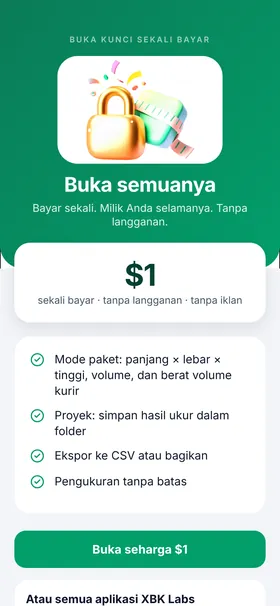 BUKA KUNCI SEKALI BAYAR
Buka semuanya
Bayar sekali. Milik Anda selamanya. Tanpa
langganan.
$1
sekali bayar · tanpa langganan · tanpa iklan
Mode paket: panjang × lebar ×
tinggi, volume, dan berat volume
kurir
Proyek: simpan hasil ukur dalam
folder
Ekspor ke CSV atau bagikan
Pengukuran tanpa batas
Buka seharga $1
Atau semua aplikasi XBK Labs